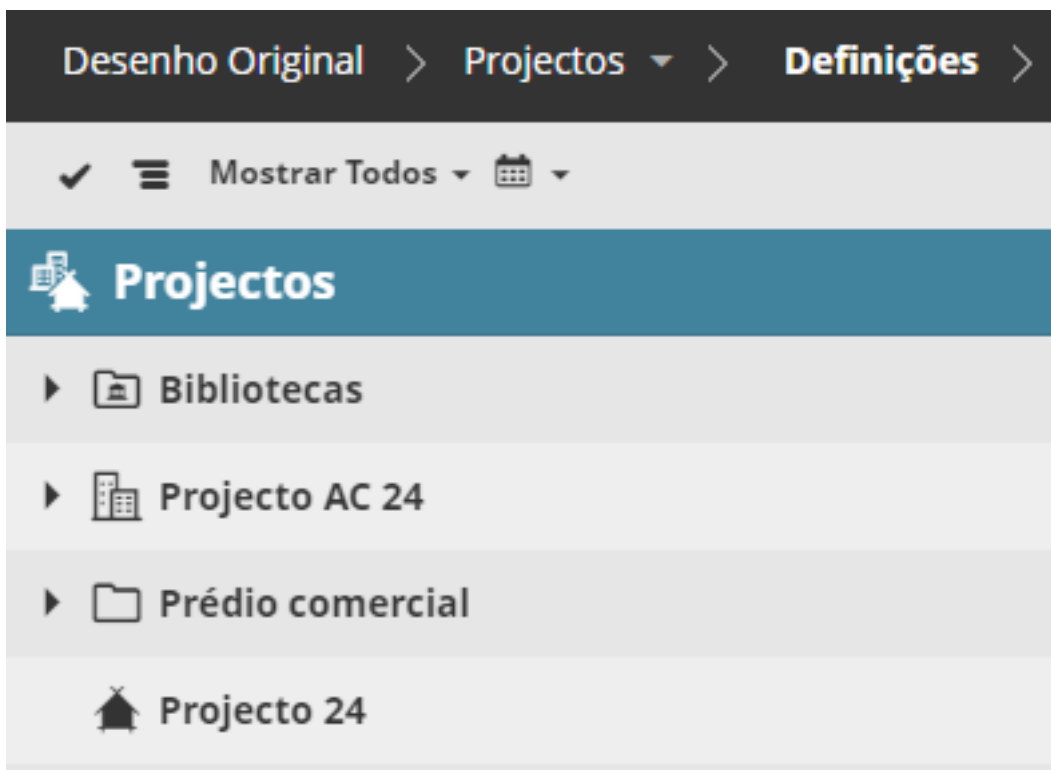 Desenho Original > Projectos > Definições >
Mostrar Todos
Projectos
Bibliotecas
Projecto AC 24
Prédio comercial
Projecto 24